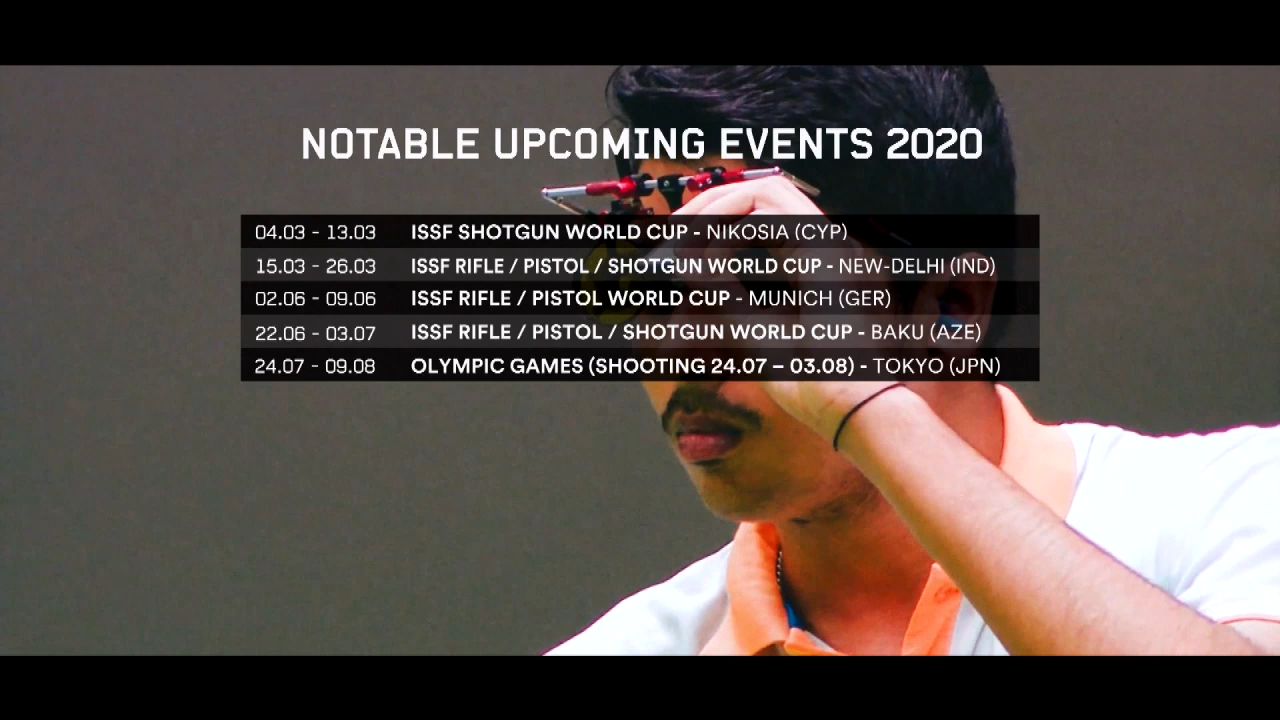 NOTABLE UPCOMING EVENTS 2020
04.03 - 13.03 ISSF SHOTGUN WORLD CUP - NIKOSIA (CYP)
15.03 - 26.03 ISSF RIFLE / PISTOL / SHOTGUN WORLD CUP - NEW-DELHI (IND)
02.06 - 09.06 ISSF RIFLE / PISTOL WORLD CUP - MUNICH (GER)
22.06 - 03.07 ISSF RIFLE / PISTOL / SHOTGUN WORLD CUP - BAKU (AZE)
24.07 - 09.08 OLYMPIC GAMES (SHOOTING 24.07 – 03.08) - TOKYO (JPN)